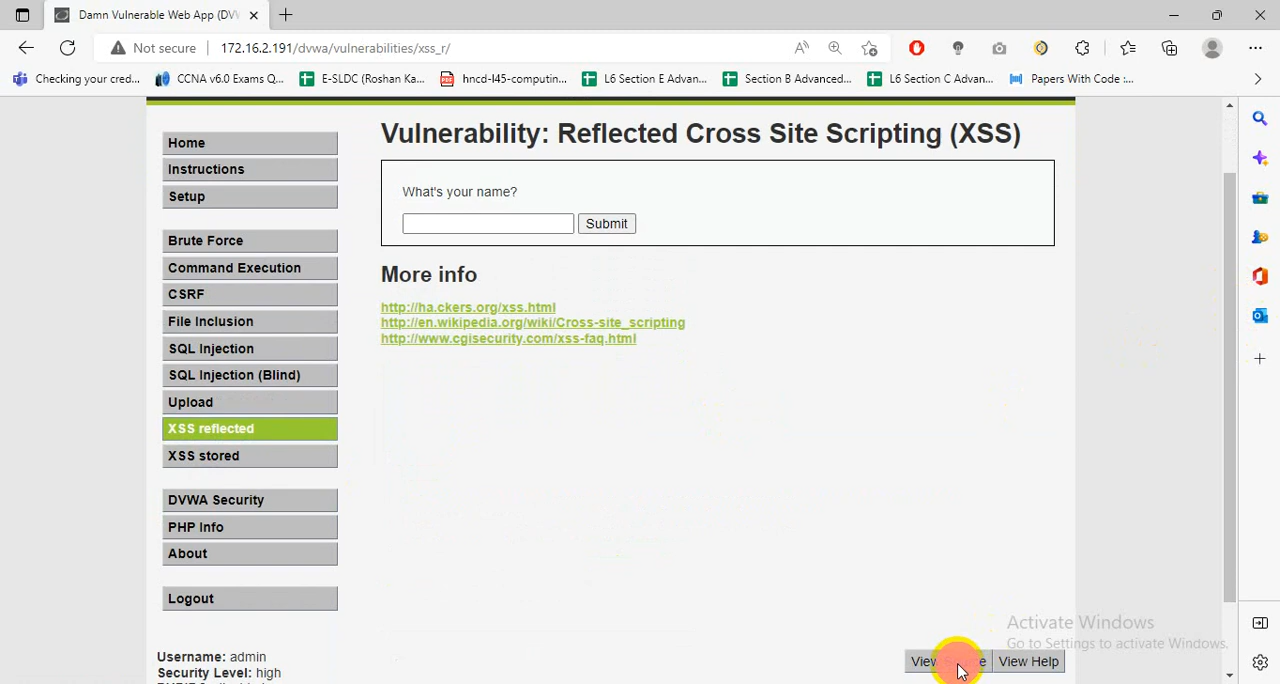 Damn Vulnerable Web App (DV
Not secure
172.16.2.191/dvwa/vulnerabilities/xss_r/
Checking your cred...
CCNA v6.0 Exams Q...
E-SLDC (Roshan Ka...
hncd-l45-computin...
L6 Section E Advan...
Section B Advanced...
L6 Section C Advan...
Papers With Code :...
Home
Instructions
Setup
Brute Force
Command Execution
CSRF
File Inclusion
SQL Injection
SQL Injection (Blind)
Upload
XSS reflected
XSS stored
DVWA Security
PHP Info
About
Logout
Vulnerability: Reflected Cross Site Scripting (XSS)
What's your name?
Submit
More info
http://ha.ckers.org/xss.html
http://en.wikipedia.org/wiki/Cross-site_scripting
http://www.cgisecurity.com/xss-faq.html
Username: admin
Security Level: high
View
View Help
Activate Windows
Go to Settings to activate Windows.